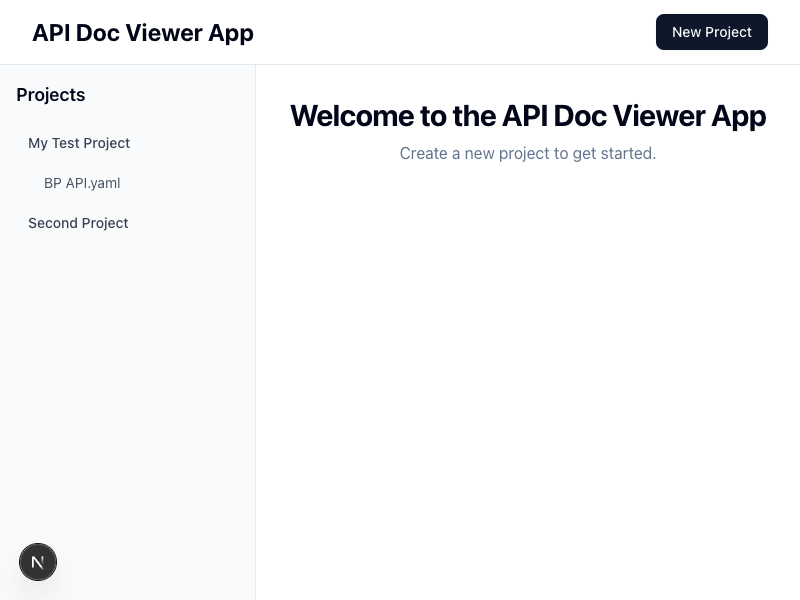 API Doc Viewer App
New Project
Projects
My Test Project
BP API.yaml
Second Project
Welcome to the API Doc Viewer App
Create a new project to get started.
N